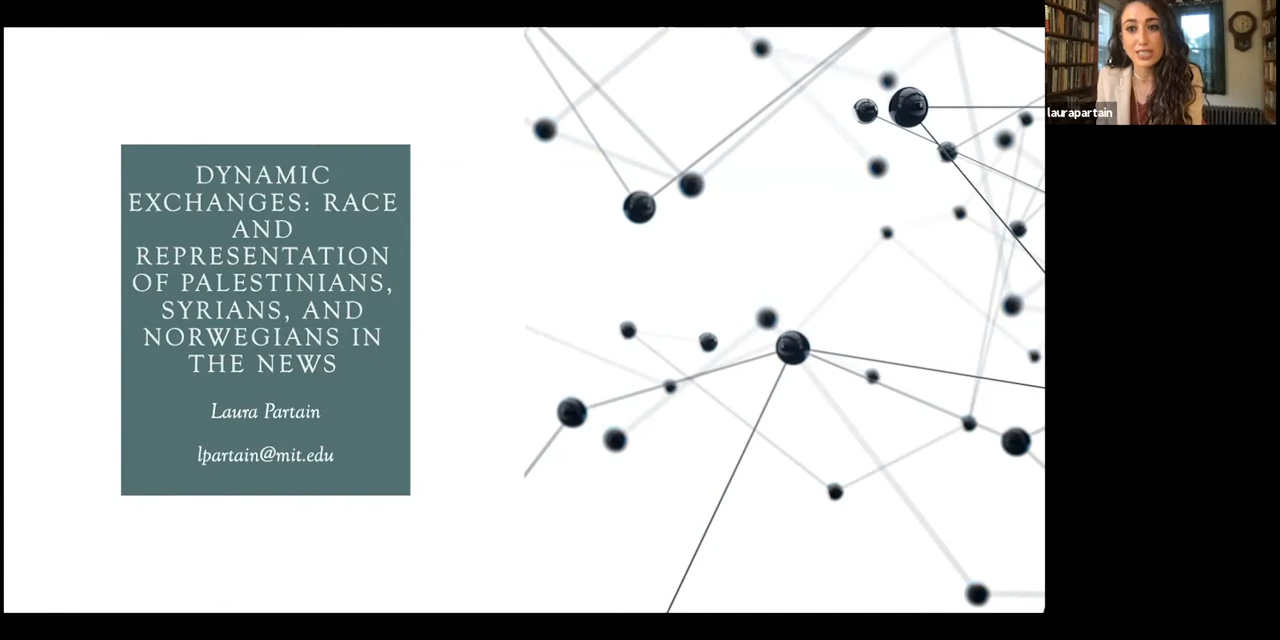 DYNAMIC
EXCHANGES: RACE
AND
REPRESENTATION
OF PALESTINIANS,
SYRIANS, AND
NORWEGIANS IN
THE NEWS
Laura Partain
lpartain@mit.edu
laurapartain